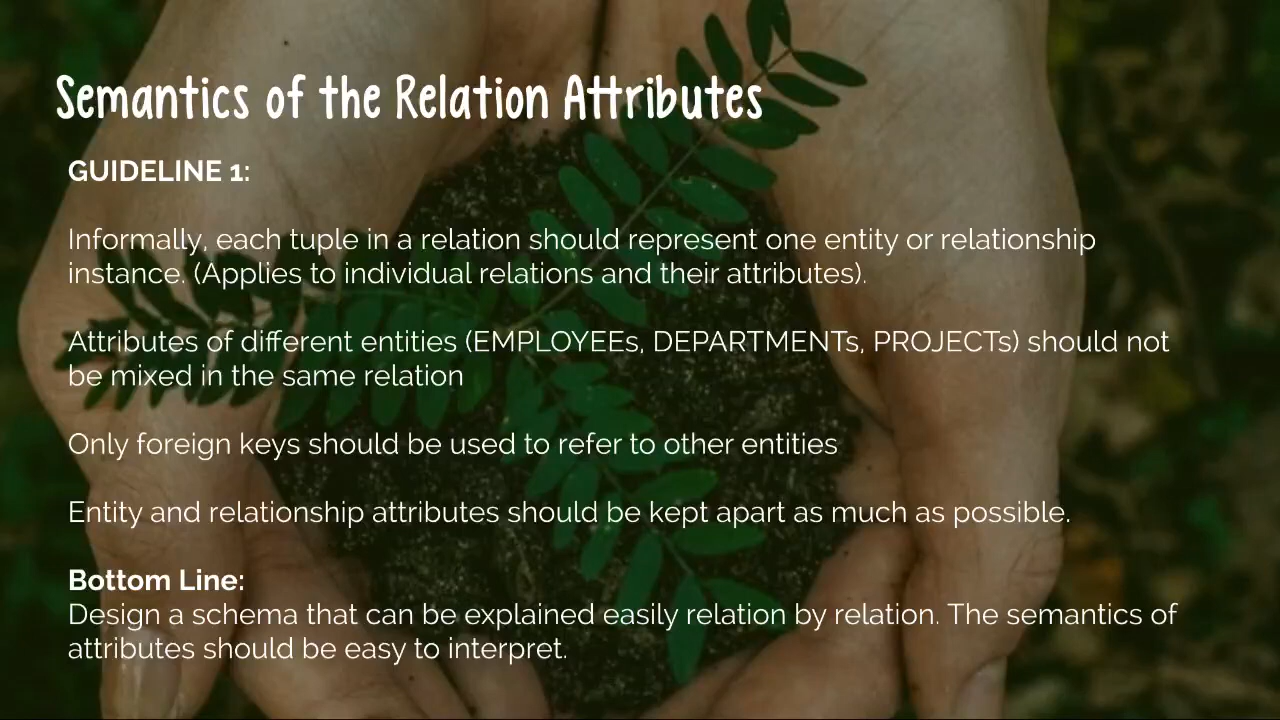 Semantics of the Relation Attributes
GUIDELINE 1:
Informally, each tuple in a relation should represent one entity or relationship
instance. (Applies to individual relations and their attributes).
Attributes of different entities (EMPLOYEEs, DEPARTMENTs, PROJECTs) should not
be mixed in the same relation
Only foreign keys should be used to refer to other entities
Entity and relationship attributes should be kept apart as much as possible.
Bottom Line:
Design a schema that can be explained easily relation by relation. The semantics of
attributes should be easy to interpret.